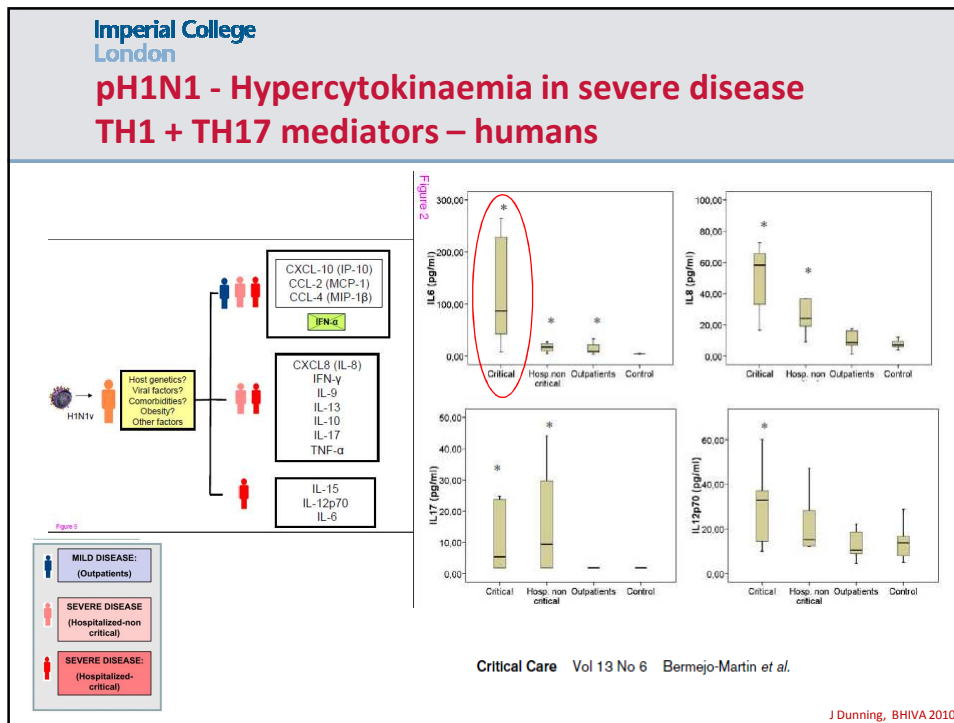 Imperial College
London
pH1N1 - Hypercytokinaemia in severe disease
TH1 + TH17 mediators – humans
H1N1v
Host genetics?
Viral factors?
Comorbidities?
Obesity?
Other factors
CXCL-10 (IP-10)
CCL-2 (MCP-1)
CCL-4 (MIP-1β)
IFN-α
CXCL8 (IL-8)
IFN-γ
IL-9
IL-13
IL-10
IL-17
TNF-α
IL-15
IL-12p70
IL-6
Figure 5
MILD DISEASE:
(Outpatients)
SEVERE DISEASE
(Hospitalized-non
critical)
SEVERE DISEASE:
(Hospitalized-
critical)
Figure 2
IL6 (pg/ml)
300,00
200,00
100,00
0,00
*
*
*
Critical
Hosp.non
critical
Outpatients
Control
IL8 (pg/ml)
100,00
80,00
60,00
40,00
20,00
0,00
*
*
Critical
Hosp. non
Outpatients
Control
IL17 (pg/ml)
60,00
50,00
40,00
30,00
20,00
10,00
0,00
*
*
Critical
Hosp. non
critical
Outpatients
Control
IL12p70 (pg/ml)
60,00
40,00
20,00
0,00
*
Critical
Hosp. non
critical
Outpatients
Control
Critical Care Vol 13 No 6 Bermejo-Martin et al.
J Dunning, BHIVA 2010